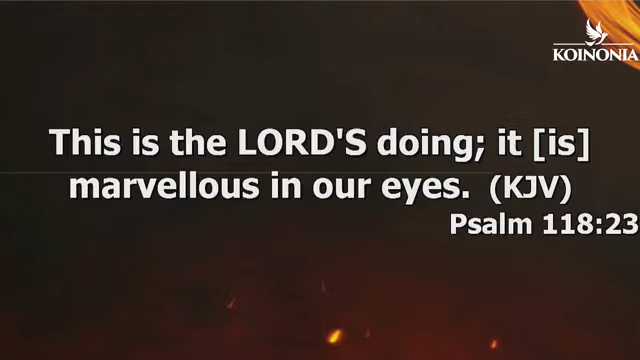 KOINONIA
This is the LORD'S doing; it [is]
marvellous in our eyes. (KJV)
Psalm 118:23